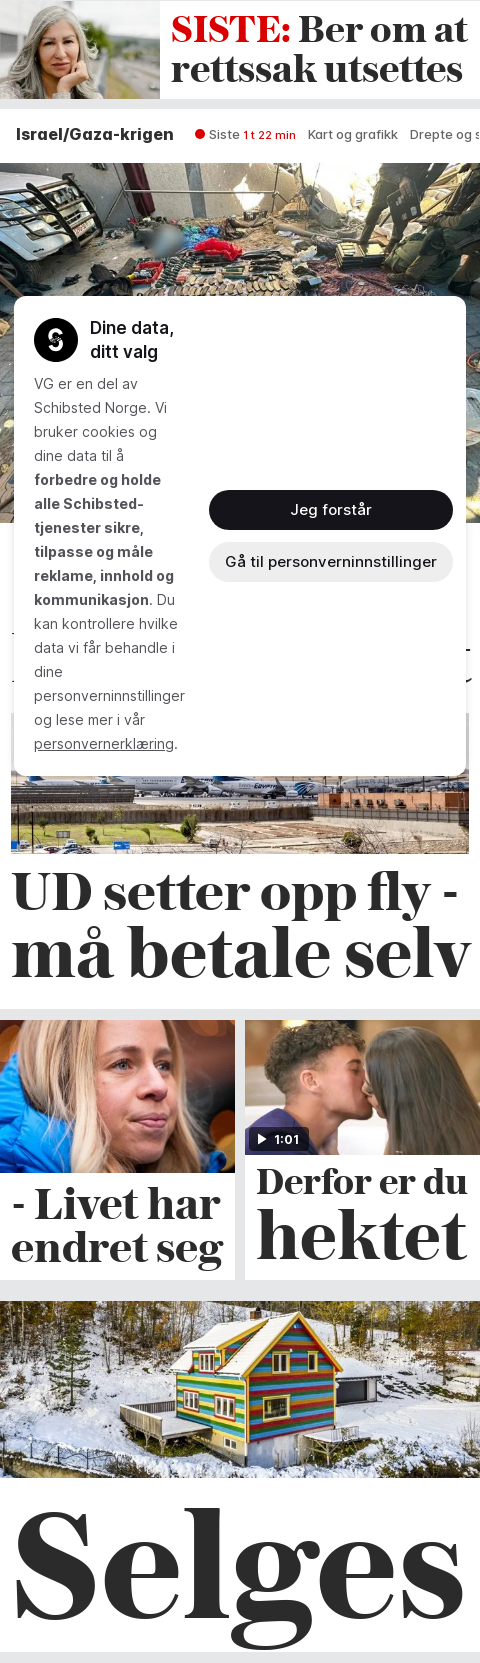 SISTE: Ber om at
rettssak utsettes
Israel/Gaza-krigen
Siste 1 t 22 min
Kart og grafikk
Drepte og s
Dine data,
ditt valg
VG er en del av
Schibsted Norge. Vi
bruker cookies og
dine data til å
forbedre og holde
alle Schibsted-
tjenester sikre,
tilpasse og måle
reklame, innhold og
kommunikasjon. Du
kan kontrollere hvilke
data vi får behandle i
dine
personverninnstillinger
og lese mer i vår
personvernerklæring.
Jeg forstår
Gå til personverninnstillinger
UD setter opp fly -
må betale selv
- Livet har
endret seg
1:01
Derfor er du
hektet
Selges